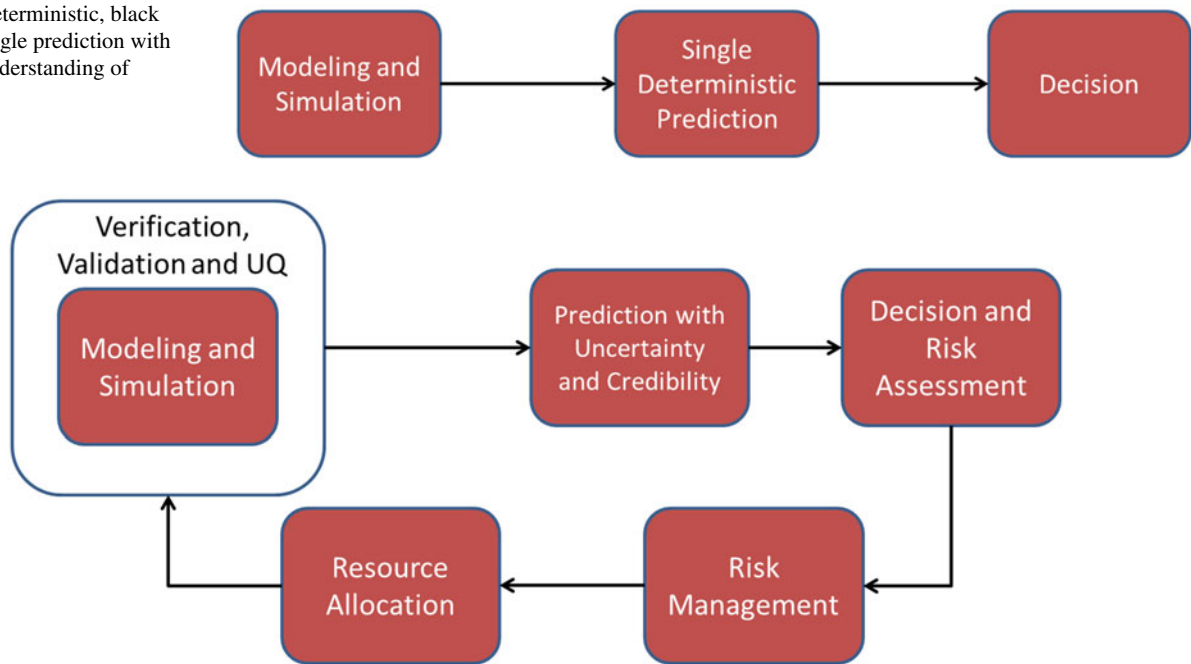 eterministic, black
gle prediction with
derstanding of
Modeling and
Simulation
Single
Deterministic
Prediction
Decision
Verification,
Validation and UQ
Modeling and
Simulation
Prediction with
Uncertainty
and Credibility
Decision and
Risk
Assessment
Resource
Allocation
Risk
Management